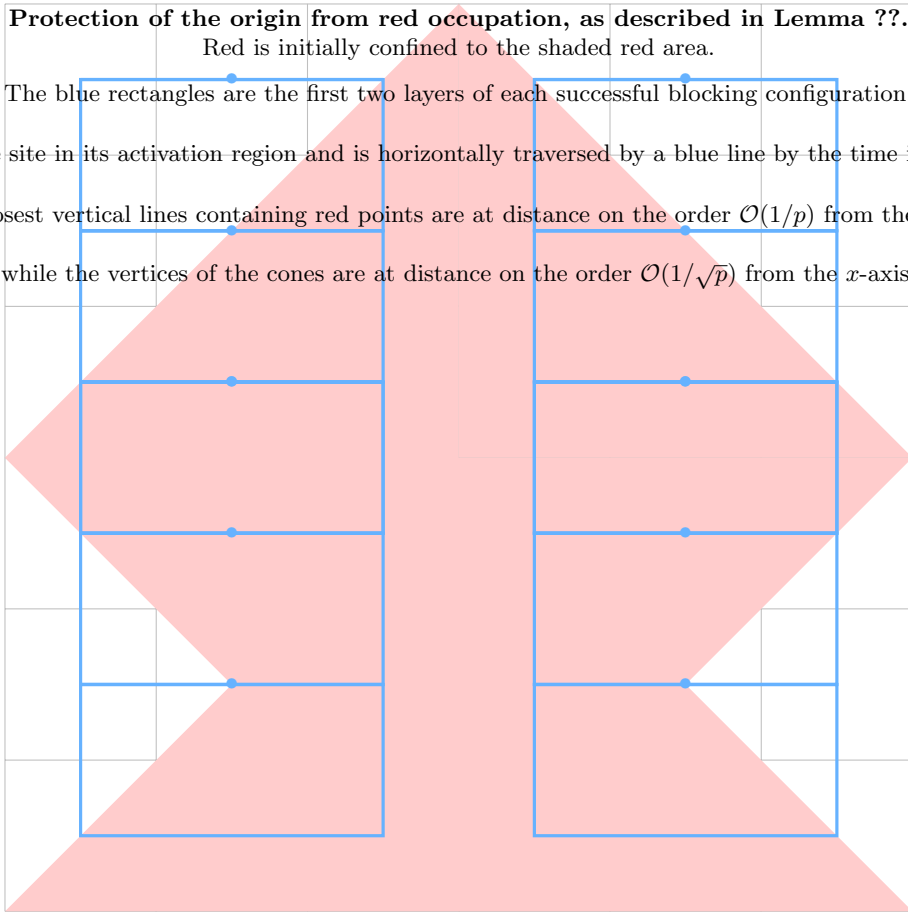 Protection of the origin from red occupation, as described in Lemma ??.
Red is initially confined to the shaded red area.
The blue rectangles are the first two layers of each successful blocking configuration
site in its activation region and is horizontally traversed by a blue line by the time
vertical lines containing red points are at distance on the order $\mathcal{O}(1/p)$ from
while the vertices of the cones are at distance on the order $\mathcal{O}(1/\sqrt{p})$ from the $x$-axis